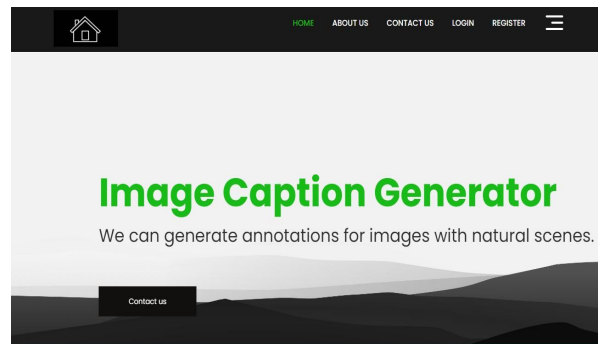 HOME ABOUT US CONTACT US LOGIN REGISTER
Image Caption Generator
We can generate annotations for images with natural scenes.
Contact us